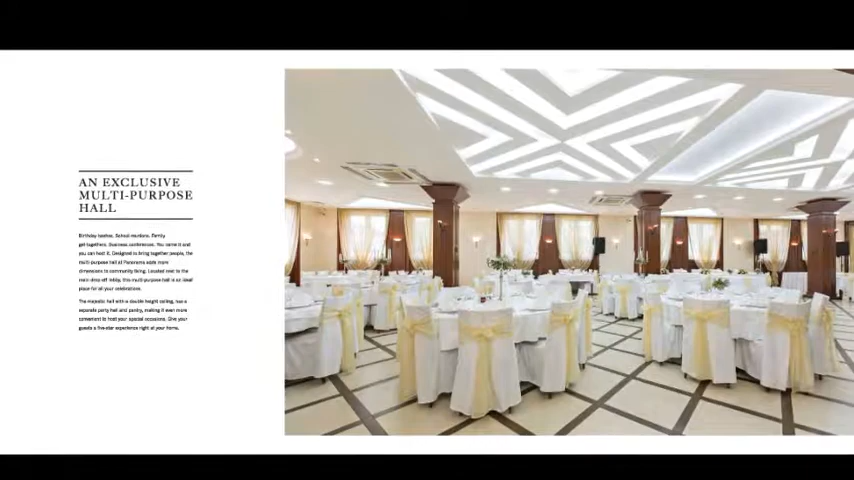 AN EXCLUSIVE
MULTI-PURPOSE
HALL
Birthday bashes. School reunions. Family
get-togethers. Business conferences. You name it and
you can host it. Designed to bring people closer, the
multi-purpose hall at Panorama adds more
dimensions to community living. Located next to the
main drop-off lobby, this multi-purpose hall is an ideal
place for all your celebrations.
The majestic hall with a double height ceiling, has a
separate party hall and pantry, making it even more
convenient to host your special occasions. Give your
guests a five-star experience right at your homes.